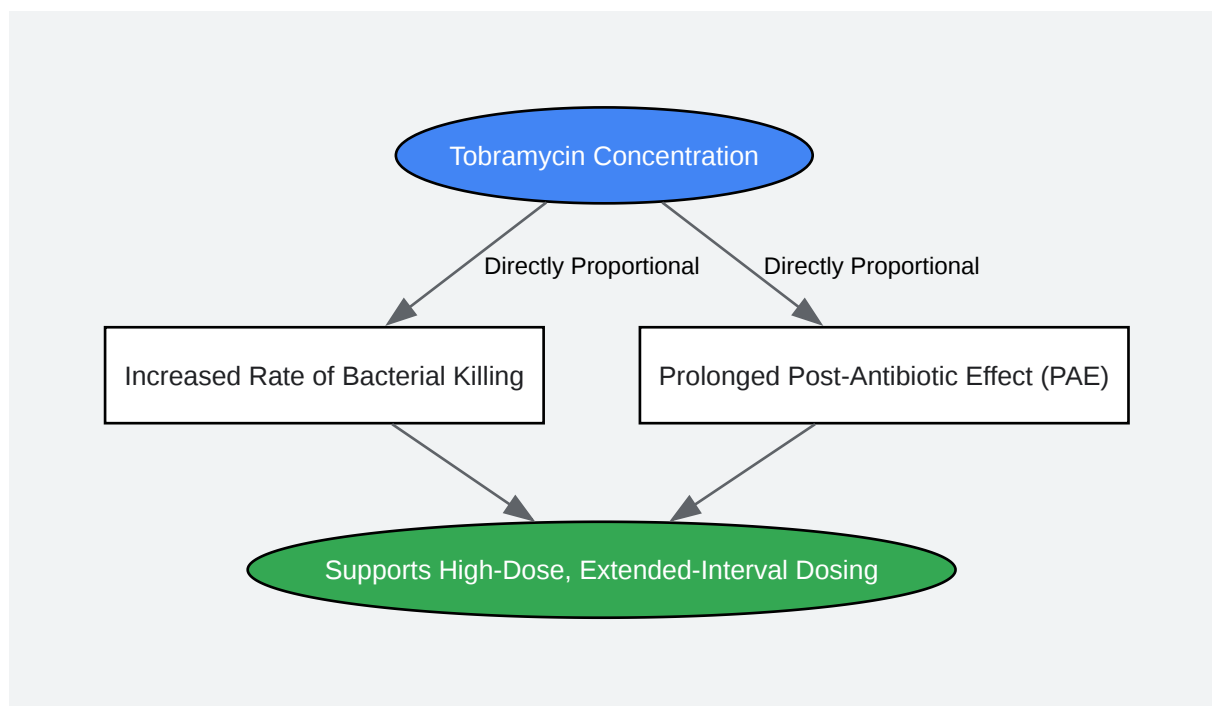 Tobramycin Concentration
Directly Proportional
Directly Proportional
Increased Rate of Bacterial Killing
Prolonged Post-Antibiotic Effect (PAE)
Supports High-Dose, Extended-Interval Dosing